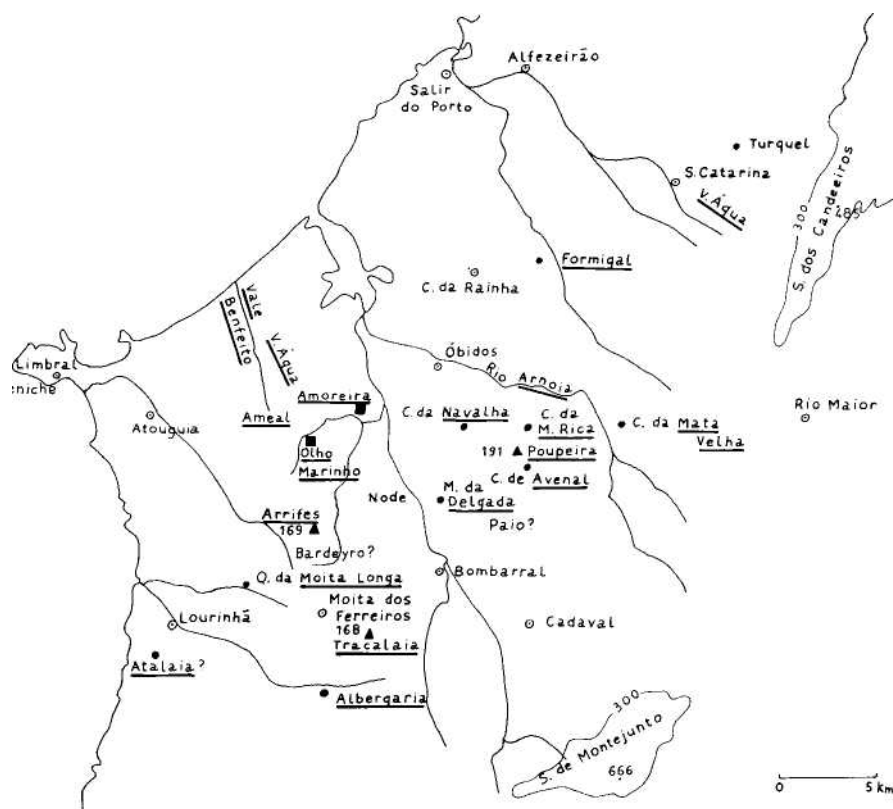 Alfezeirão
Salir
do Porto
Turquel
S. Catarina
V. Água
S. dos Candeeiros
300
485
Formigal
C. da Rainha
Vale
Benfeito
V. Água
Óbidos
Rio Arnoia
Limbral
eniche
Amoreira
Ameal
Atouguia
C. da Navalha
C. da
M. Rica
C. da Mata
Velha
Rio Maior
Olho
Marinho
191 Poupeira
C. de Avenal
M. da
Delgada
Node
Paio?
Arrifes
169
Bardeyro?
Q. da Moita Longa
Bombarral
Moita dos
Ferreiros
168
Tracalaia
Lourinhã
Cadaval
Atalaia?
Albergaria
300
S. de Montejunto
666
0 5 km